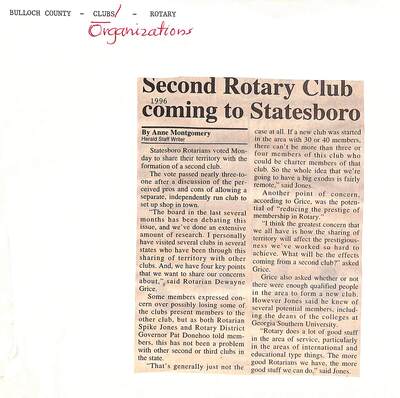 BULLOCH COUNTY - CLUBS/ - ROTARY
Organizations
Second Rotary Club
1996
coming to Statesboro
By Anne Montgomery
Herald Staff Writer
Statesboro Rotarians voted Mon-
day to share their territory with the
formation of a second club.
The vote passed nearly three-to-
one after a discussion of the per-
ceived pros and cons of allowing a
separate, independently run club to
set up shop in town.
"The board in the last several
months has been debating this
issue, and we've done an extensive
amount of research. I personally
have visited several clubs in several
states who have been through this
sharing of territory with other
clubs. And, we have four key points
that we want to share our concerns
about," said Rotarian Dewayne
Grice.
Some members expressed con-
cern over possibly losing some of
the clubs present members to the
other club, but as both Rotarian
Spike Jones and Rotary District
Governor Pat Donehoo told mem-
bers, this has not been a problem
with other second or third clubs in
the state.
"That's generally just not the
case at all. If a new club was started
in the area with 30 or 40 members,
there can't be more than three or
four members of this club who
could be charter members of that
club. So the whole idea that we're
going to have a big exodus is fairly
remote," said Jones.
Another point of concern,
according to Grice, was the poten-
tial of "reducing the prestige of
membership in Rotary."
"I think the greatest concern that
we all have is how the sharing of
territory will affect the prestigious-
ness we've worked so hard to
achieve. What will be the effects
coming from a second club?" asked
Grice.
Grice also asked whether or not
there were enough qualified people
in the area to form a new club.
However Jones said he knew of
several potential members, includ-
ing the deans of the colleges at
Georgia Southern University.
"Rotary does a lot of good stuff
in the area of service, particularly
in the areas of international and
educational type things. The more
good Rotarians we have, the more
good stuff we can do," said Jones.